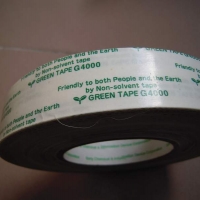 Friendly to both People and the Earth
by Non-solvent tape
GREEN TAPE G4000
Friendly to both People and the Earth
by Non-solvent tape
GREEN TAPE G4000